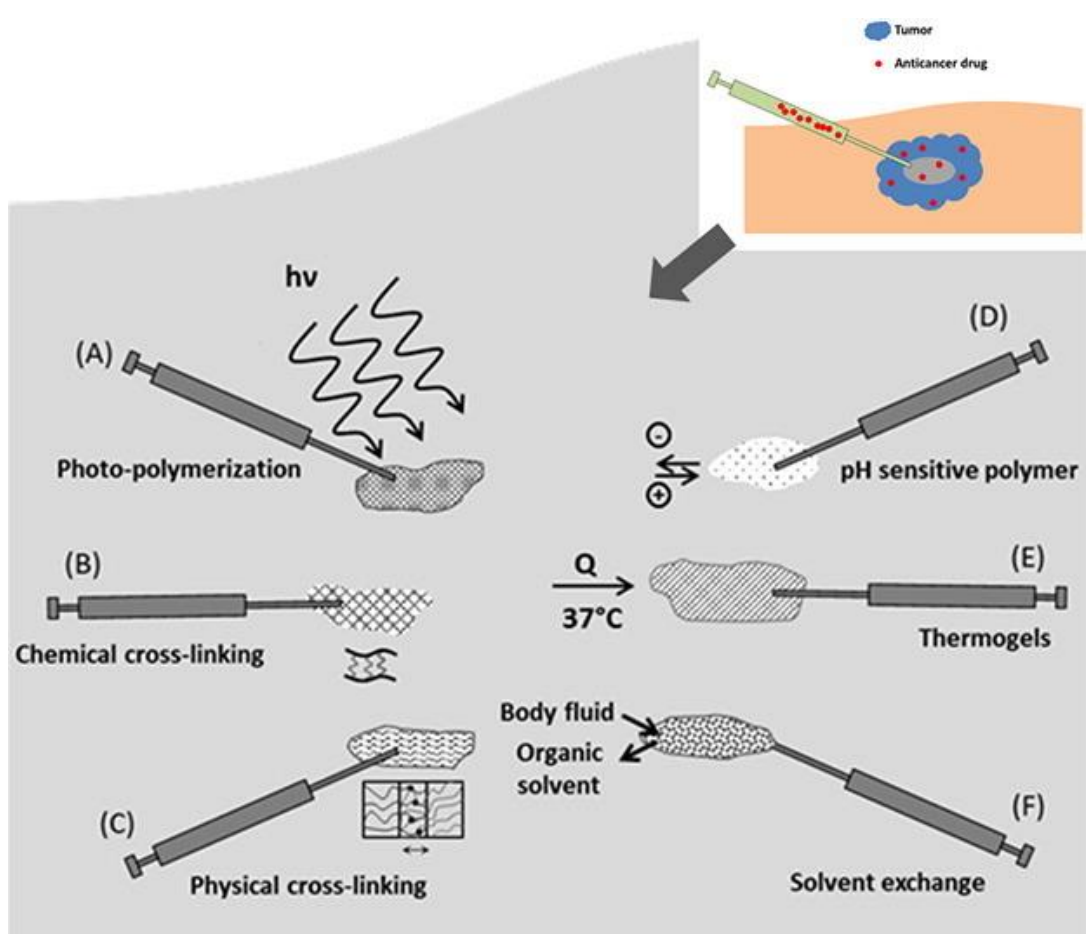 Tumor
Anticancer drug
hν
(A)
Photo-polymerization
(B)
Chemical cross-linking
(C)
Physical cross-linking
(D)
-
+
pH sensitive polymer
Q
37°C
(E)
Thermogels
Body fluid
Organic
solvent
(F)
Solvent exchange